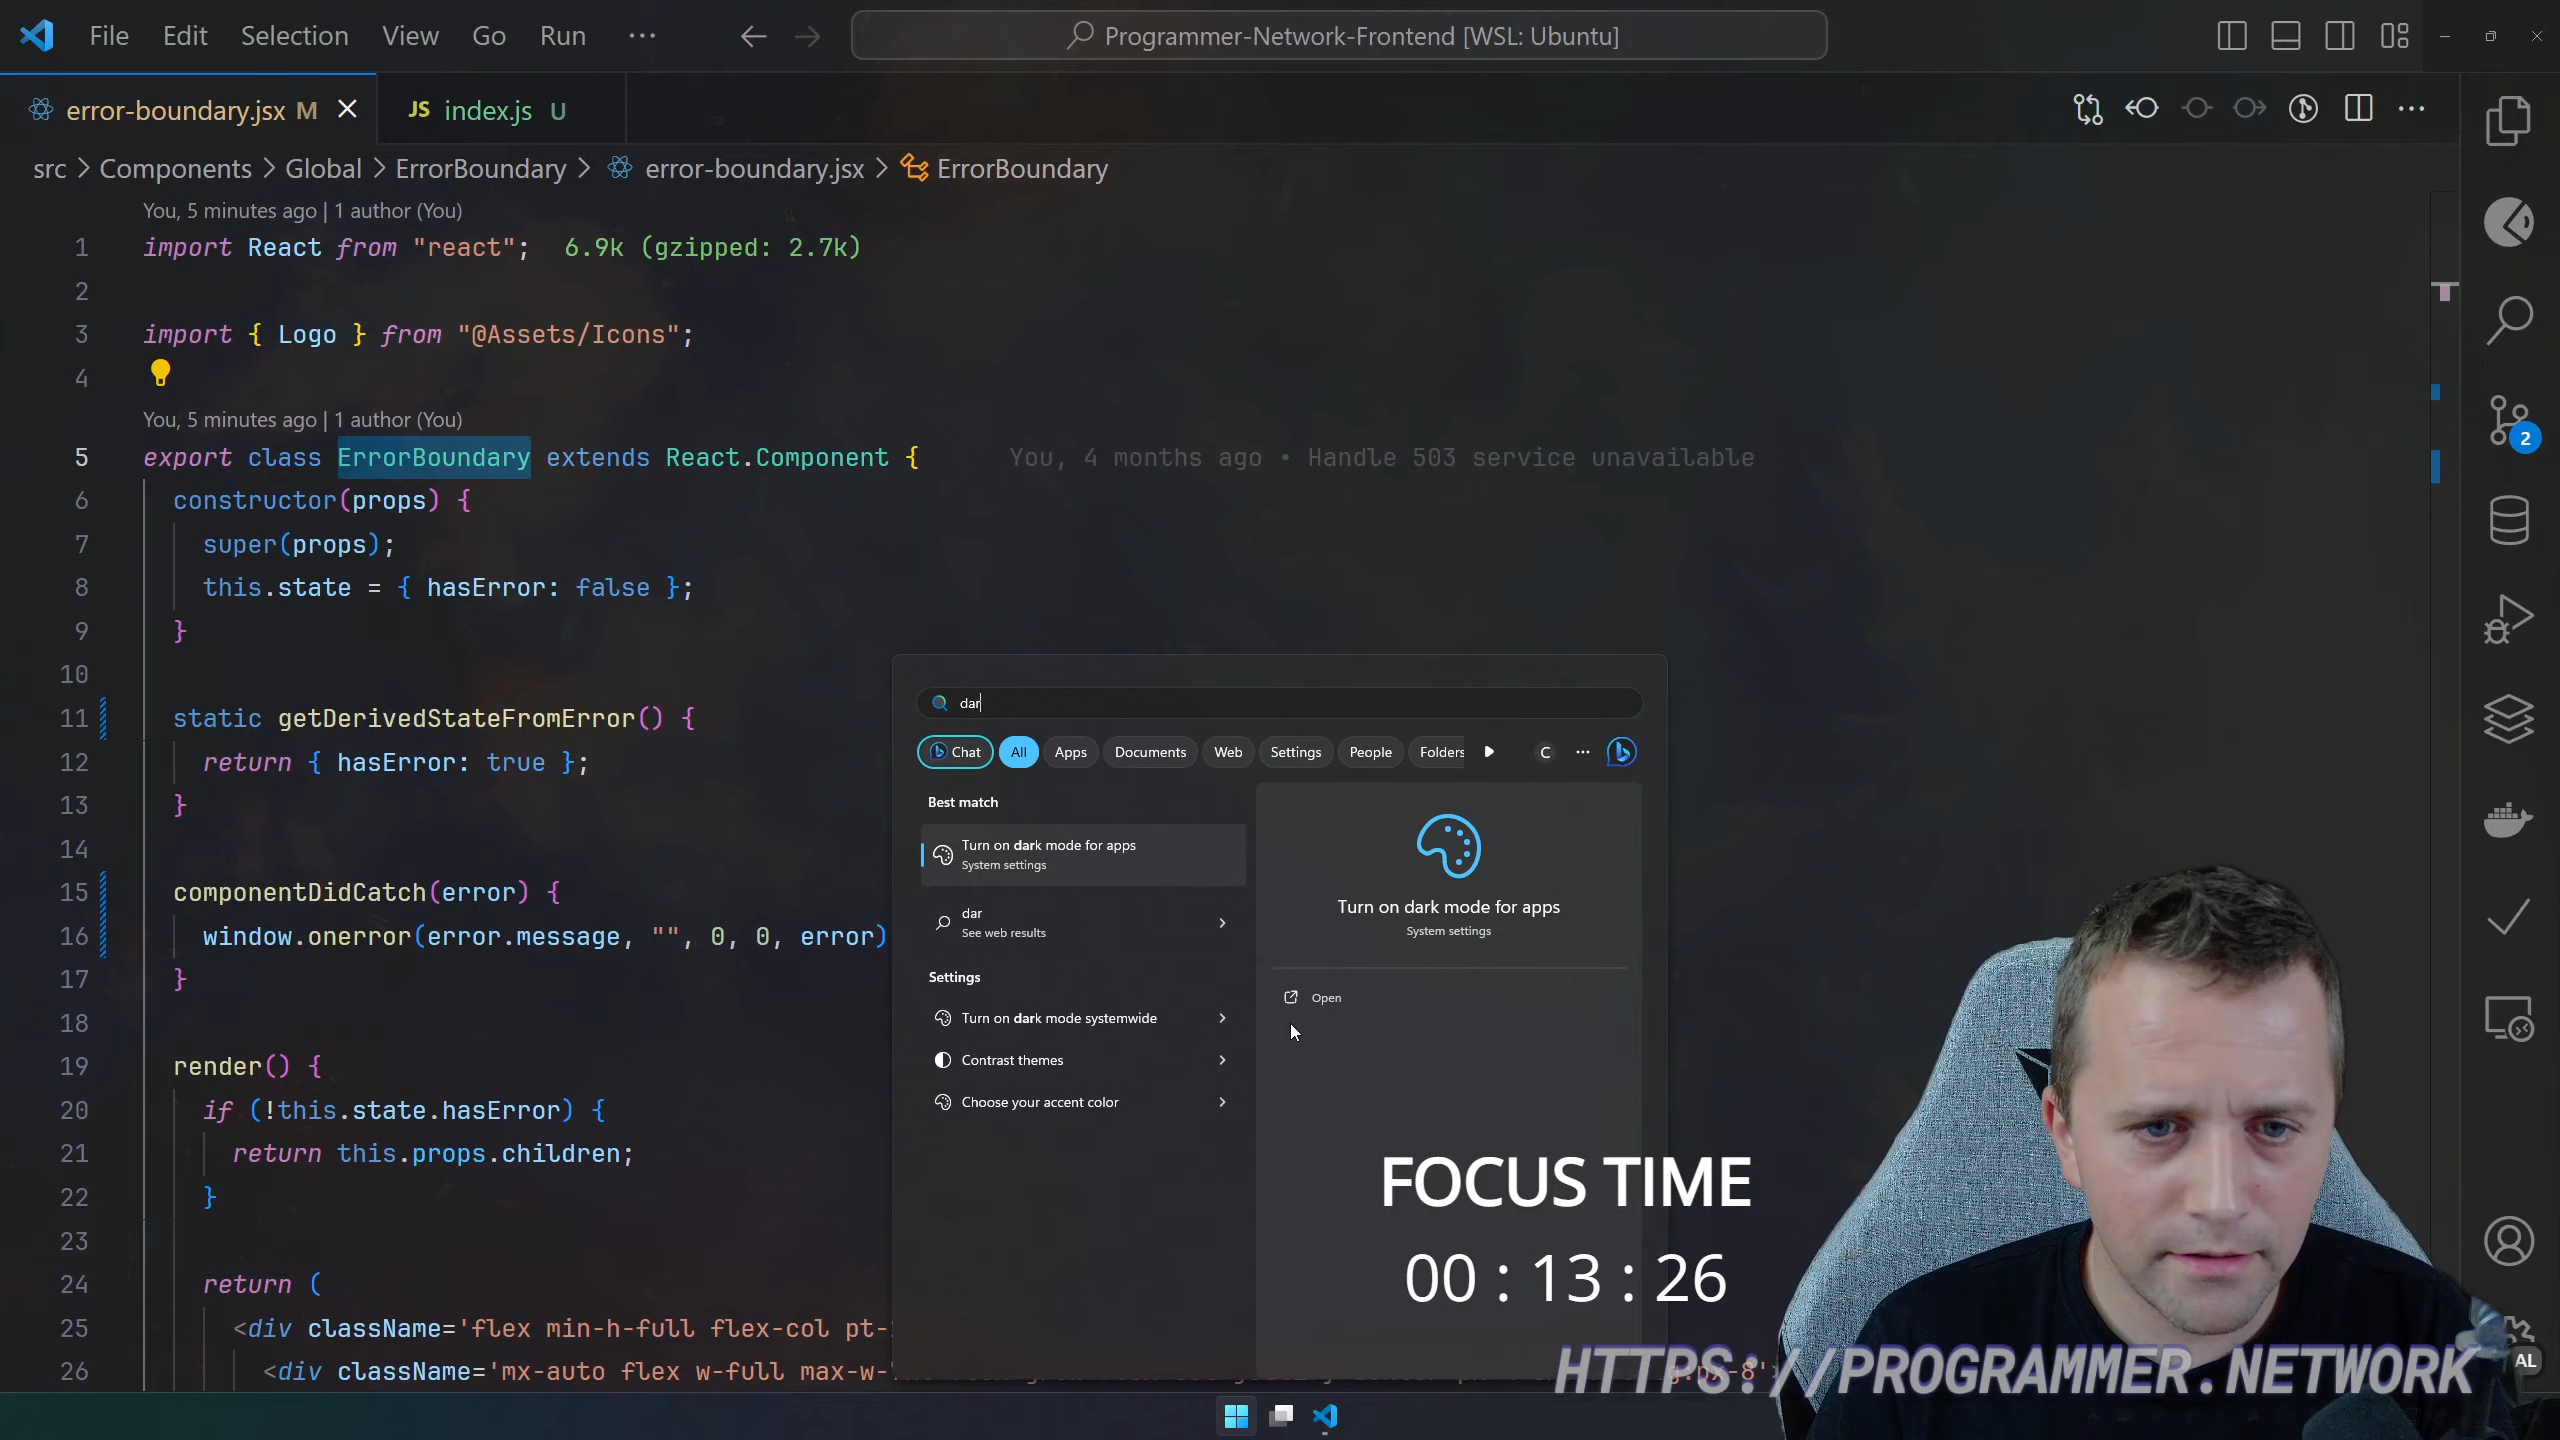 File Edit Selection View Go Run ··· Programmer-Network-Frontend [WSL: Ubuntu]
error-boundary.jsx M JS index.js U
src > Components > Global > ErrorBoundary > error-boundary.jsx > ErrorBoundary
You, 5 minutes ago | 1 author (You)
1 import React from "react"; 6.9k (gzipped: 2.7k)
2
3 import { Logo } from "@Assets/Icons";
4
You, 5 minutes ago | 1 author (You)
5 export class ErrorBoundary extends React.Component { You, 4 months ago • Handle 503 service unavailable
6 constructor(props) {
7 super(props);
8 this.state = { hasError: false };
9 }
10
11 static getDerivedStateFromError() {
12 return { hasError: true };
13 }
14
15 componentDidCatch(error) {
16 window.onerror(error.message, "", 0, 0, error)
17 }
18
19 render() {
20 if (!this.state.hasError) {
21 return this.props.children;
22 }
23
24 return (
25 <div className='flex min-h-full flex-col pt-
26 <div className='mx-auto flex w-full max-w-
2
dar
Chat All Apps Documents Web Settings People Folders C ···
Best match
Turn on dark mode for apps
System settings
dar
See web results
Settings
Turn on dark mode systemwide
Contrast themes
Choose your accent color
Turn on dark mode for apps
System settings
Open
FOCUS TIME
00 : 13 : 26
HTTPS://PROGRAMMER.NETWORK
AL